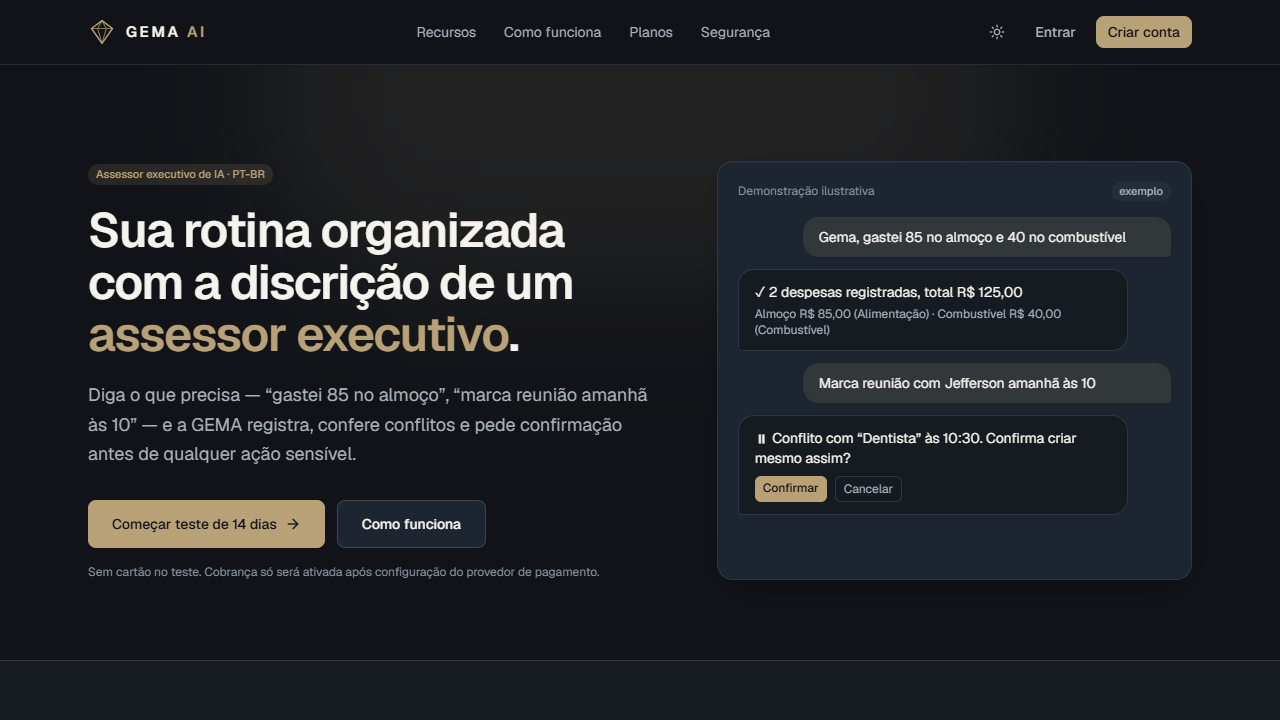 GEMA AI
Recursos
Como funciona
Planos
Segurança
Entrar
Criar conta
Assessor executivo de IA · PT-BR
Sua rotina organizada
com a discrição de um
assessor executivo.
Diga o que precisa — “gastei 85 no almoço”, “marca reunião amanhã
às 10” — e a GEMA registra, confere conflitos e pede confirmação
antes de qualquer ação sensível.
Começar teste de 14 dias →
Como funciona
Sem cartão no teste. Cobrança só será ativada após configuração do provedor de pagamento.
Demonstração ilustrativa
exemplo
Gema, gastei 85 no almoço e 40 no combustível
✓ 2 despesas registradas, total R$ 125,00
Almoço R$ 85,00 (Alimentação) · Combustível R$ 40,00
(Combustível)
Marca reunião com Jefferson amanhã às 10
⏸ Conflito com “Dentista” às 10:30. Confirma criar
mesmo assim?
Confirmar
Cancelar